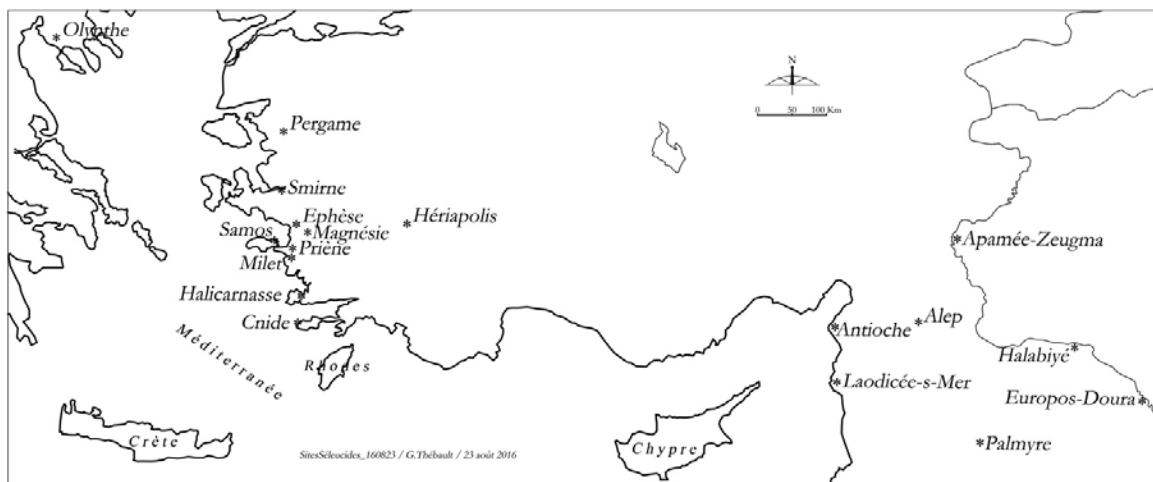 Olynthe
N
0 50 100 Km
Pergame
Smirne
Ephèse
Hériapolis
Samos
Magnésie
Priène
Milet
Apamée-Zeugma
Halicarnasse
Cnide
Antioche
Alep
Méditerranée
Rhodes
Halabiyé
Laodicée-s-Mer
Europos-Doura
Crète
Chypre
Palmyre
SitesSéleucides_160823 / G.Thébault / 23 août 2016